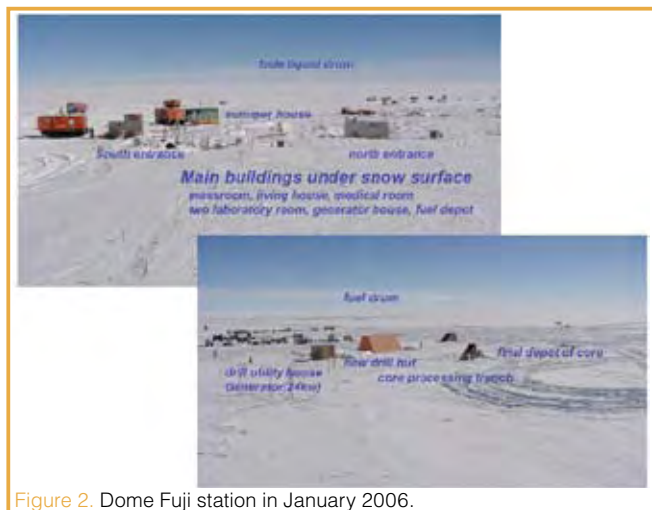 liquid drum
summer house
South entrance
north entrance
Main buildings under snow surface
messroom, living house, medical room
two laboratory room, generator house, fuel depot
fuel drum
final depot of core
drill utility house
new drill hut
(Generator:24kw)
core processing trench
Figure 2. Dome Fuji station in January 2006.